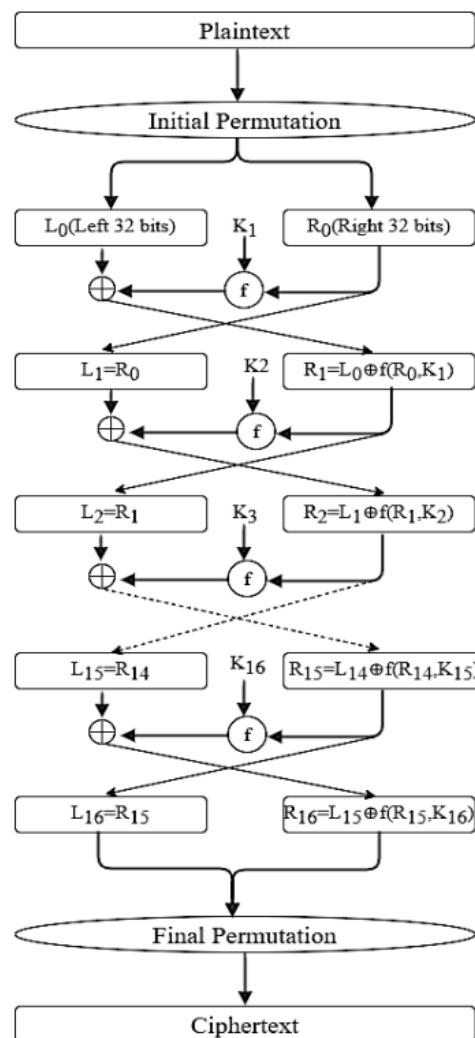 Plaintext
Initial Permutation
L₀(Left 32 bits)
K₁
R₀(Right 32 bits)
⊕
f
L₁=R₀
K2
R₁=L₀⊕f(R₀,K₁)
⊕
f
L₂=R₁
K₃
R₂=L₁⊕f(R₁,K₂)
⊕
f
L₁₅=R₁₄
K₁₆
R₁₅=L₁₄⊕f(R₁₄,K₁₅)
⊕
f
L₁₆=R₁₅
R₁₆=L₁₅⊕f(R₁₅,K₁₆)
Final Permutation
Ciphertext